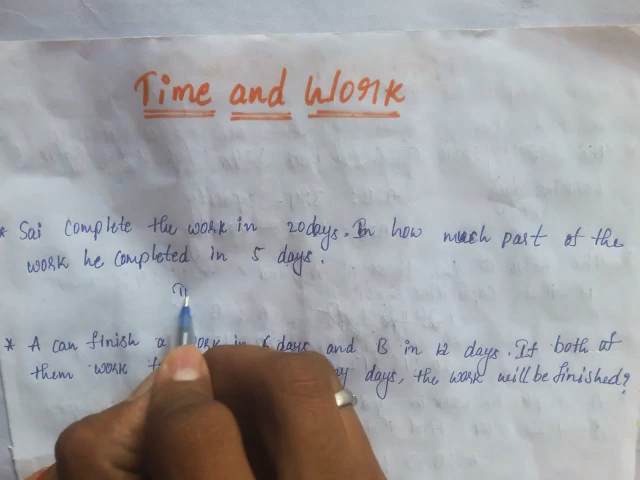 Time and Work
* Sai complete the work in 20 days. In how much part of the
work he completed in 5 days.
* A can finish a work in 6 days and B in 12 days. If both of
them work days, the work will be finished?